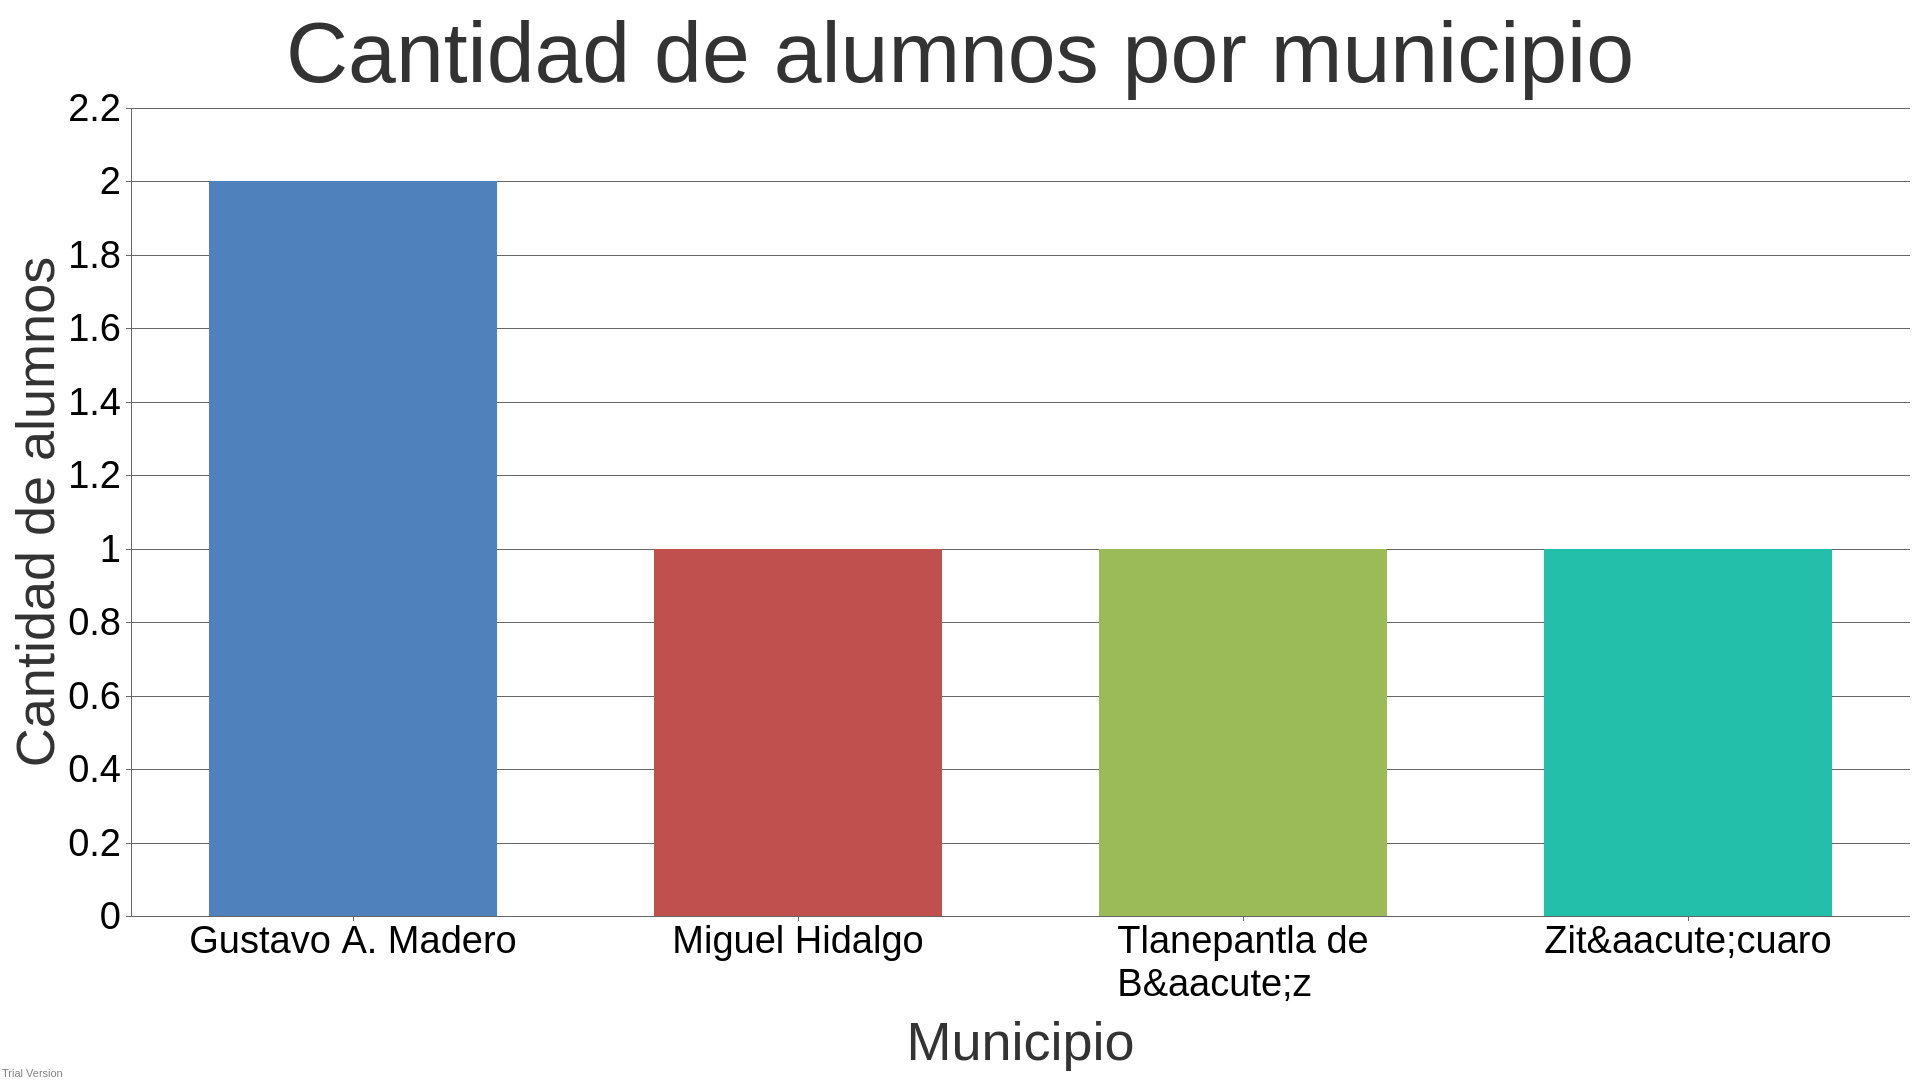 Cantidad de alumnos por municipio
Cantidad de alumnos
2.2
2
1.8
1.6
1.4
1.2
1
0.8
0.6
0.4
0.2
0
Gustavo A. Madero
Miguel Hidalgo
Tlanepantla de
B&aacute;z
Zit&aacute;cuaro
Municipio
Trial Version